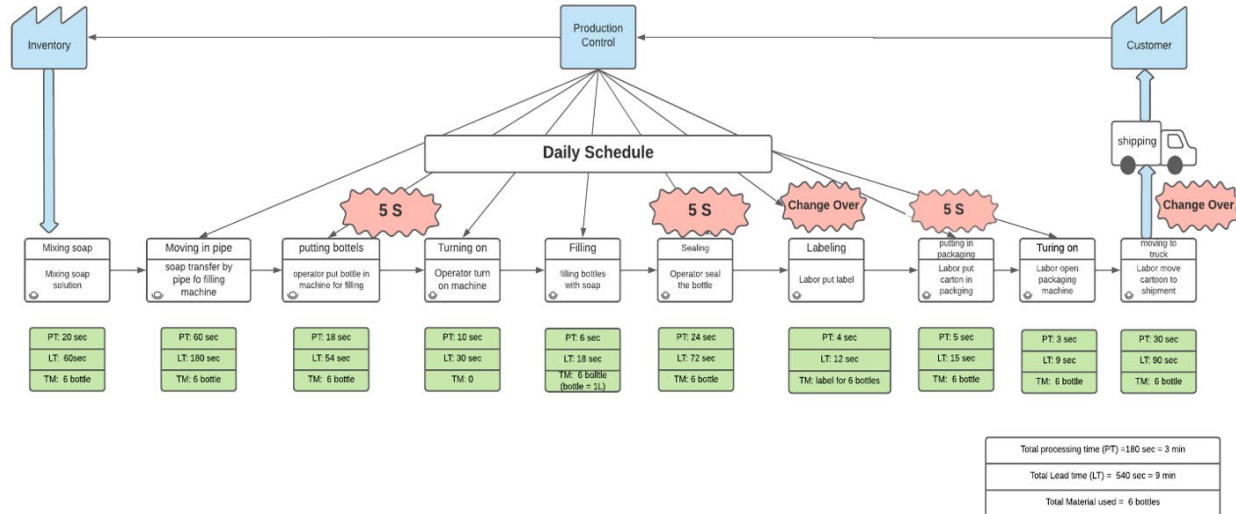 Inventory
Production
Control
Customer
shipping
Daily Schedule
5 S
5 S
Change Over
5 S
Change Over
Mixing soap
Mixing soap
solution
Moving in pipe
soap transfer by
pipe fo filling
machine
putting bottels
operator put bottle in
machine for filling
Turning on
Operator turn
on machine
Filling
filling bottles
with soap
Sealing
Operator seal
the bottle
Labeling
Labor put label
putting in
packaging
Labor put
carton in
packging
Turing on
Labor open
packaging
machine
moving to
truck
Labor move
cartoon to
shipment
PT: 20 sec
LT: 60sec
TM: 6 bottle
PT: 60 sec
LT: 180 sec
TM: 6 bottle
PT: 18 sec
LT: 54 sec
TM: 6 bottle
PT: 10 sec
LT: 30 sec
TM: 0
PT: 6 sec
LT: 18 sec
TM: 6 boltle
(bottle = 1L)
PT: 24 sec
LT: 72 sec
TM: 6 bottle
PT: 4 sec
LT: 12 sec
TM: label for 6 bottles
PT: 5 sec
LT: 15 sec
TM: 6 bottle
PT: 3 sec
LT: 9 sec
TM: 6 bottle
PT: 30 sec
LT: 90 sec
TM: 6 bottle
Total processing time (PT) =180 sec = 3 min
Total Lead time (LT) = 540 sec = 9 min
Total Material used = 6 bottles